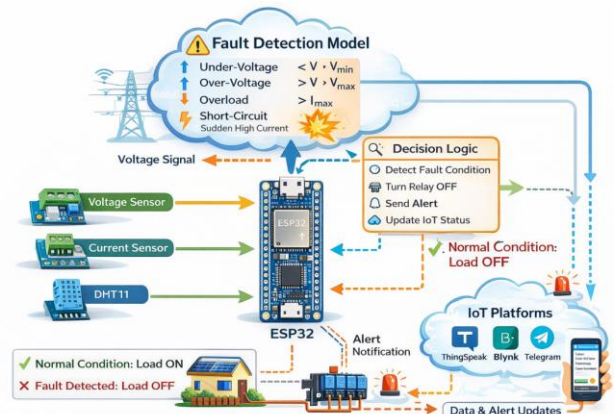 Fault Detection Model
Under-Voltage < V · Vmin
Over-Voltage > V › Vmax
Overload > Imax
Short-Circuit
Sudden High Current
Voltage Signal
Decision Logic
Detect Fault Condition
Turn Relay OFF
Send Alert
Update IoT Status
Voltage Sensor
Current Sensor
DHT11
ESP32
ESP32
Normal Condition:
Load OFF
IoT Platforms
ThingSpeak Blynk Telegram
Alert
Notification
Normal Condition: Load ON
Fault Detected: Load OFF
Data & Alert Updates